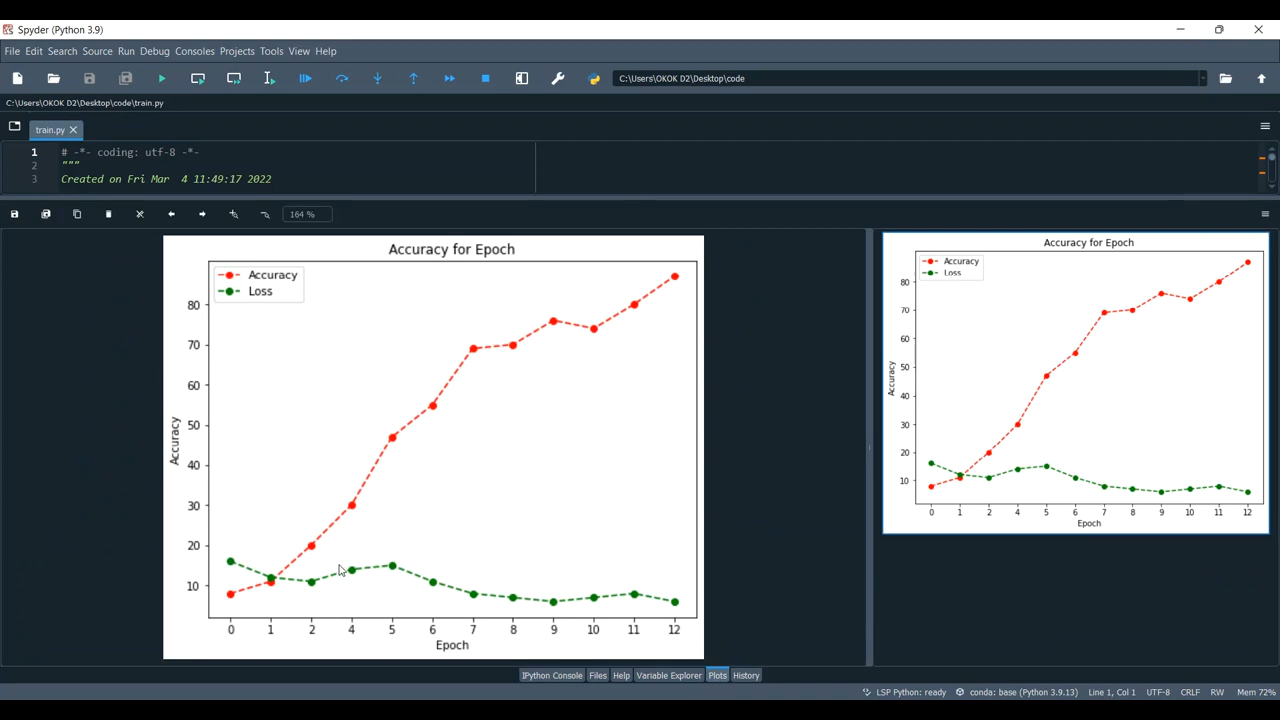 Spyder (Python 3.9)
File Edit Search Source Run Debug Consoles Projects Tools View Help
C:\Users\OKOK D2\Desktop\code
C:\Users\OKOK D2\Desktop\code\train.py
train.py
1 # -*- coding: utf-8 -*-
2 """
3 Created on Fri Mar 4 11:49:17 2022
164 %
Accuracy for Epoch
Accuracy
Loss
Accuracy
80
70
60
50
40
30
20
10
0 1 2 4 5 6 7 8 9 10 11 12
Epoch
Accuracy for Epoch
Accuracy
Loss
Accuracy
80
70
60
50
40
30
20
10
0 1 2 4 5 6 7 8 9 10 11 12
Epoch
IPython Console Files Help Variable Explorer Plots History
LSP Python: ready conda: base (Python 3.9.13) Line 1, Col 1 UTF-8 CRLF RW Mem 72%